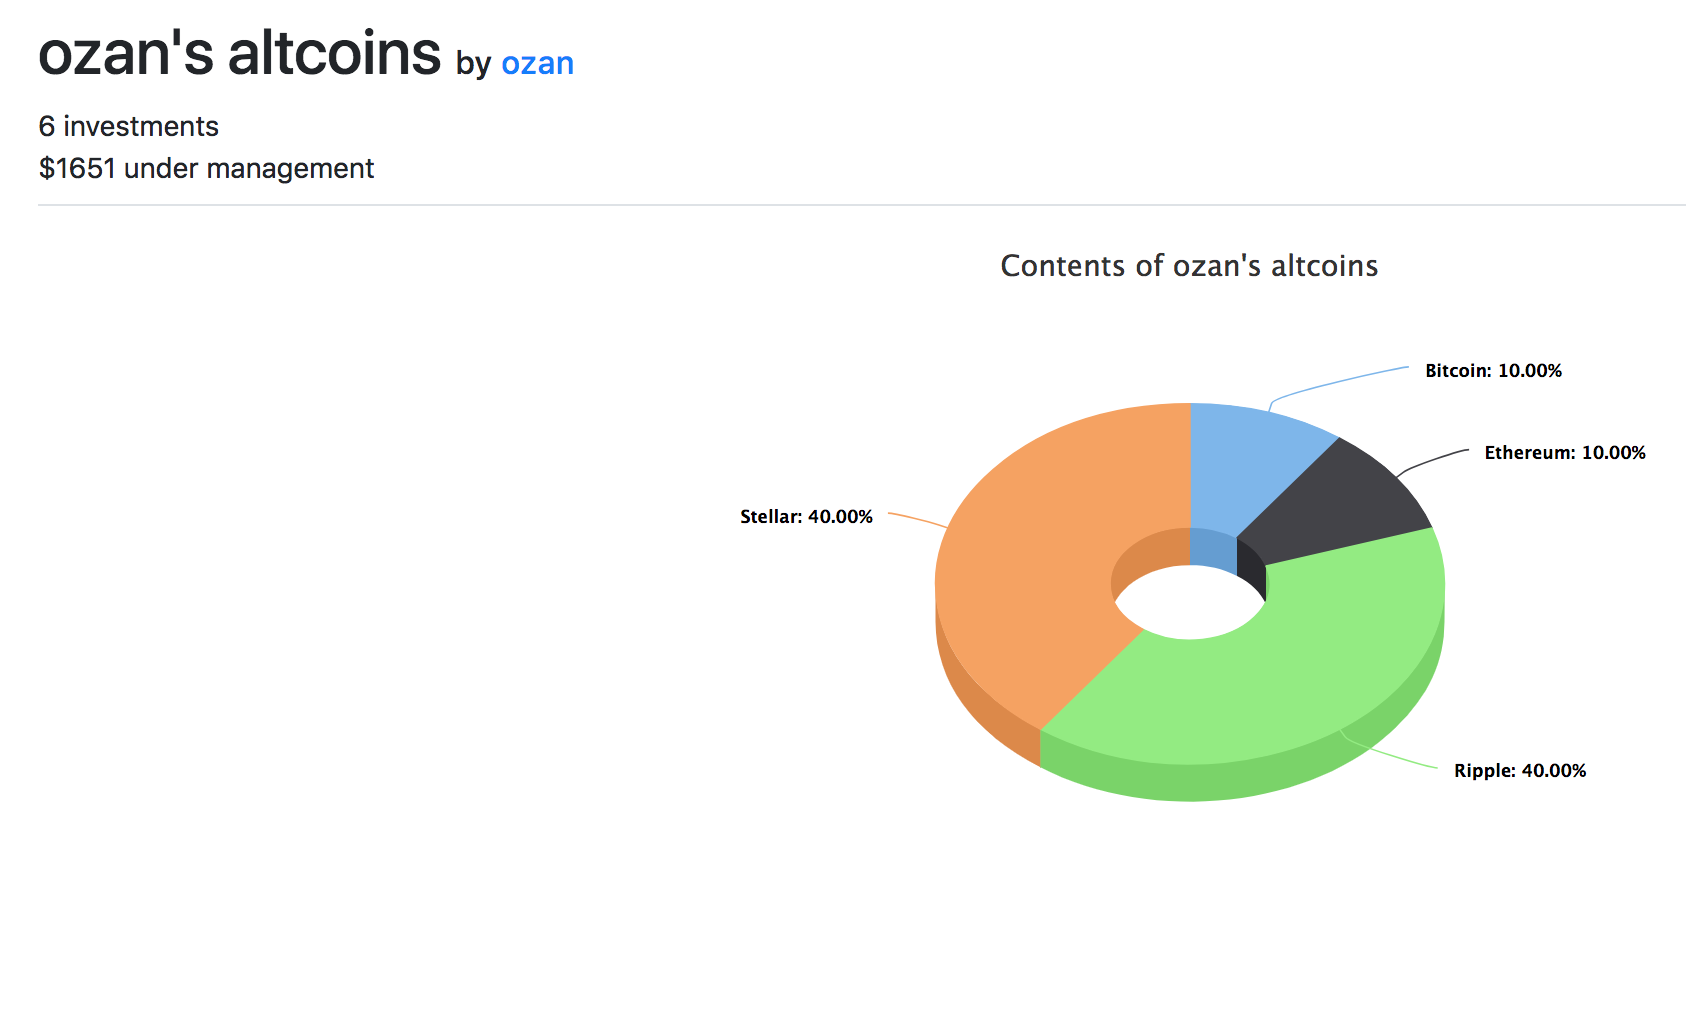 ozan's altcoins by ozan
6 investments
$1651 under management
Contents of ozan's altcoins
Bitcoin: 10.00%
Ethereum: 10.00%
Stellar: 40.00%
Ripple: 40.00%